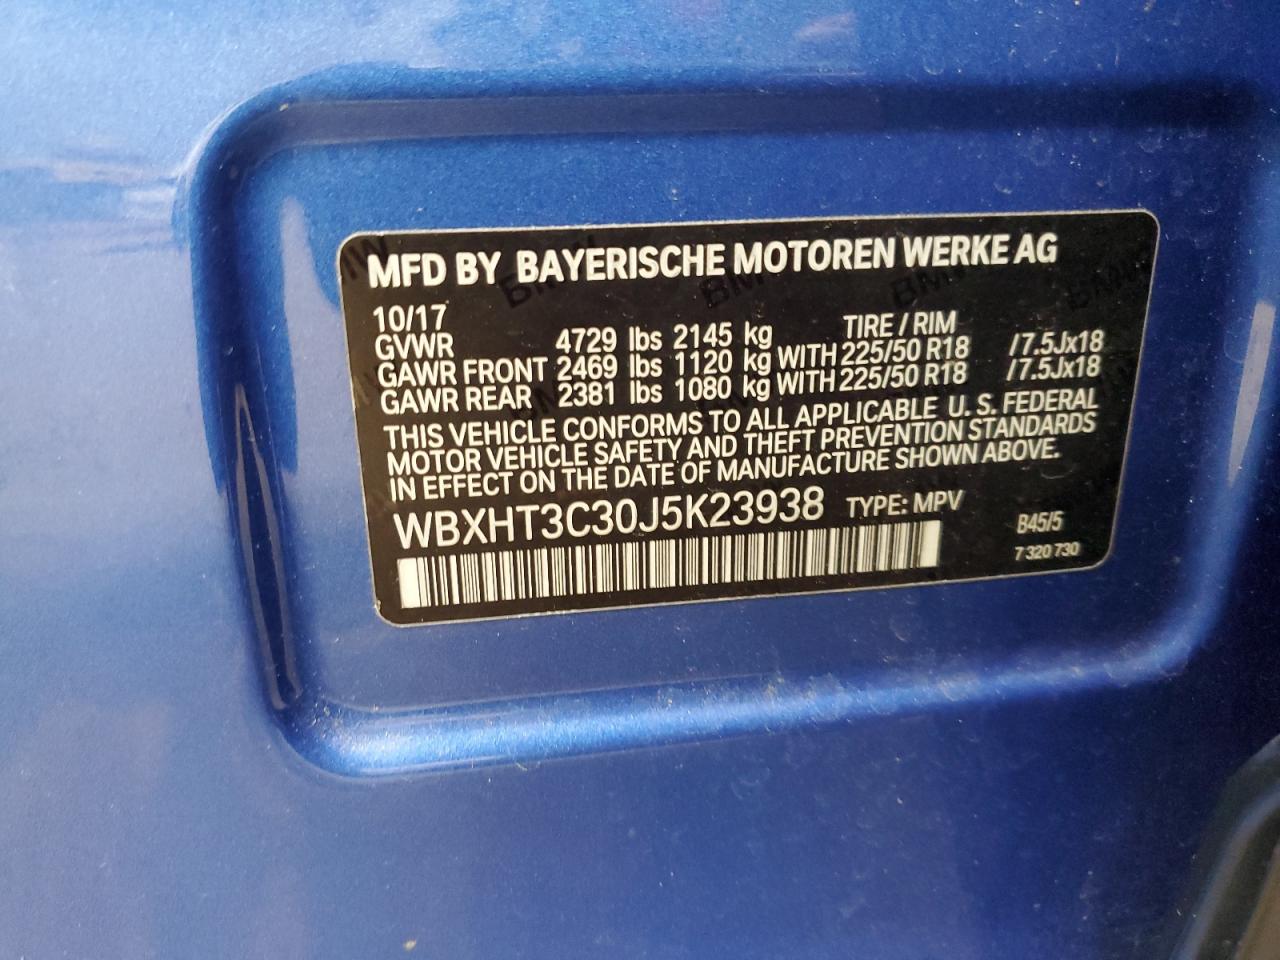 MFD BY BAYERISCHE MOTOREN WERKE AG
10/17 TIRE / RIM
GVWR 4729 lbs 2145 kg
GAWR FRONT 2469 lbs 1120 kg WITH 225/50 R18 /7.5Jx18
GAWR REAR 2381 lbs 1080 kg WITH 225/50 R18 /7.5Jx18
THIS VEHICLE CONFORMS TO ALL APPLICABLE U. S. FEDERAL
MOTOR VEHICLE SAFETY AND THEFT PREVENTION STANDARDS
IN EFFECT ON THE DATE OF MANUFACTURE SHOWN ABOVE.
WBXHT3C30J5K23938 TYPE: MPV
B45/5
7 320 730